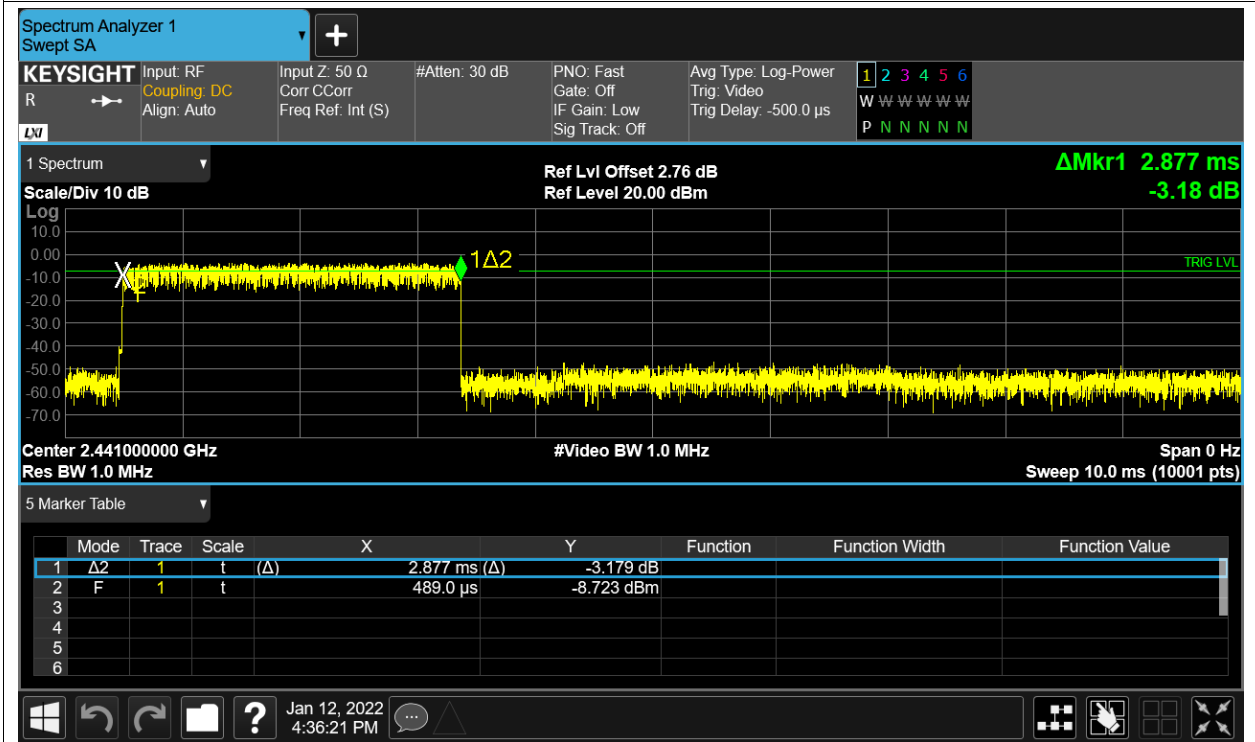 Spectrum Analyzer 1
Swept SA
KEYSIGHT
R
LXI
Input: RF
Coupling: DC
Align: Auto
Input Z: 50 Ω
Corr CCorr
Freq Ref: Int (S)
#Atten: 30 dB
PNO: Fast
Gate: Off
IF Gain: Low
Sig Track: Off
Avg Type: Log-Power
Trig: Video
Trig Delay: -500.0 µs
1 2 3 4 5 6
W W W W W W
P N N N N N
1 Spectrum
Scale/Div 10 dB
Ref Lvl Offset 2.76 dB
Ref Level 20.00 dBm
ΔMkr1 2.877 ms
-3.18 dB
Log
10.0
0.00
-10.0
-20.0
-30.0
-40.0
-50.0
-60.0
-70.0
1Δ2
TRIG LVL
Center 2.441000000 GHz
#Video BW 1.0 MHz
Span 0 Hz
Res BW 1.0 MHz
Sweep 10.0 ms (10001 pts)
5 Marker Table
Mode Trace Scale X Y Function Function Width Function Value
1 Δ2 1 t (Δ) 2.877 ms (Δ) -3.179 dB
2 F 1 t 489.0 µs -8.723 dBm
3
4
5
6
?
Jan 12, 2022
4:36:21 PM